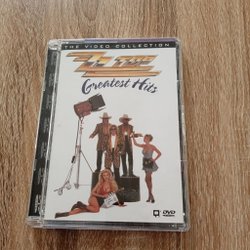 THE VIDEO COLLECTION
ZZ TOP
Greatest Hits
DVD